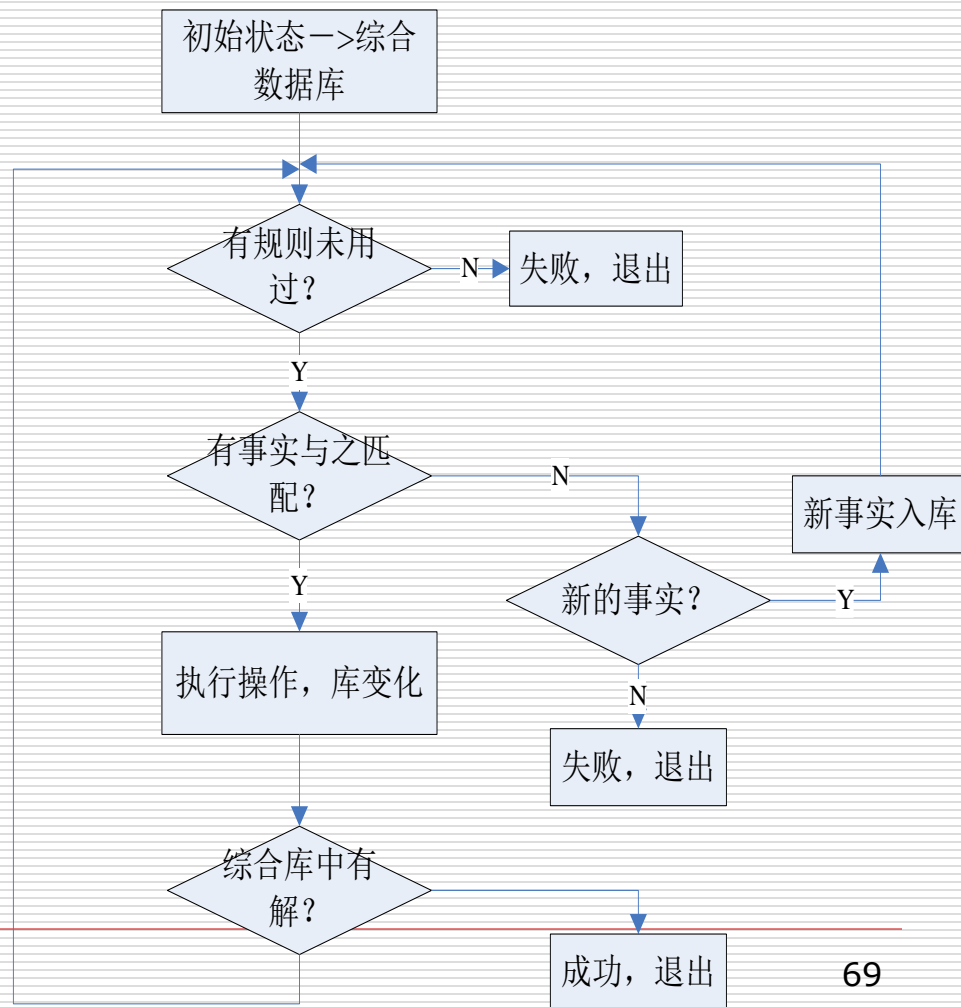 初始状态－>综合
数据库
有规则未用
过？
N
失败，退出
Y
有事实与之匹
配？
N
新事实入库
Y
新的事实？
Y
执行操作，库变化
N
失败，退出
综合库中有
解？
成功，退出
69